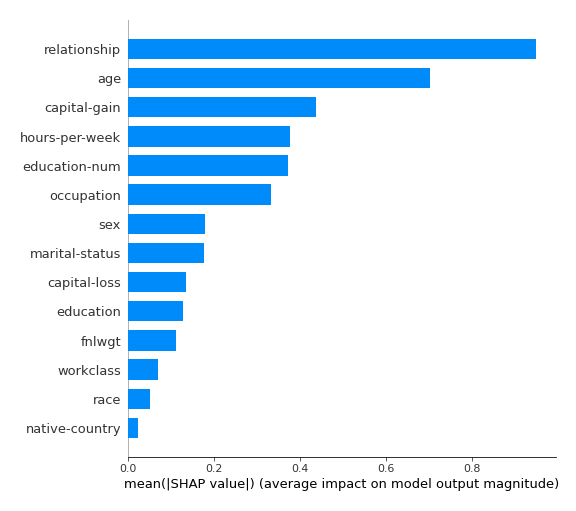 relationship
age
capital-gain
hours-per-week
education-num
occupation
sex
marital-status
capital-loss
education
fnlwgt
workclass
race
native-country
0.0 0.2 0.4 0.6 0.8
mean(|SHAP value|) (average impact on model output magnitude)